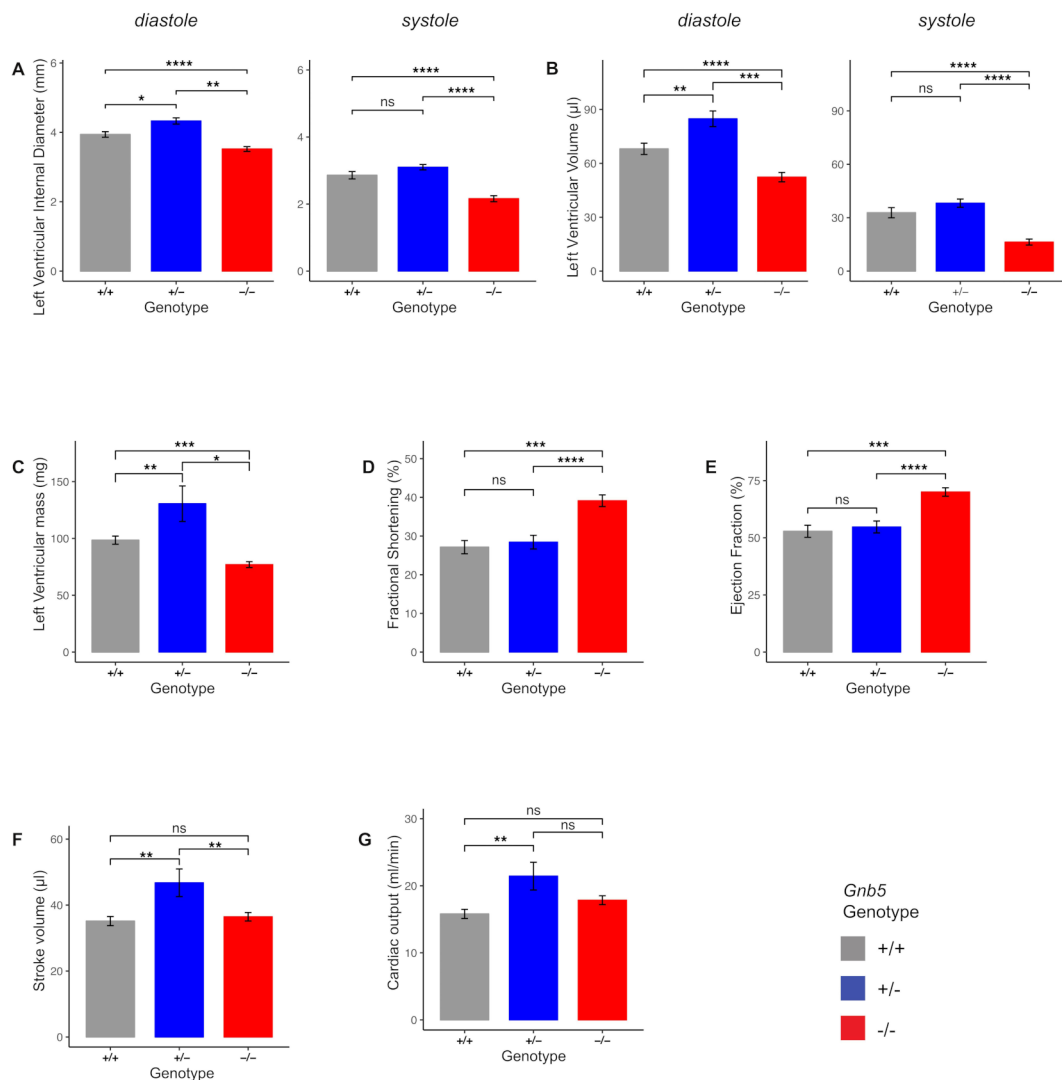 diastole
systole
diastole
systole
A
Left Ventricular Internal Diameter (mm)
6
4
2
0
****
**
*
+/+
+/−
−/−
Genotype
6
4
2
0
****
****
ns
+/+
+/−
−/−
Genotype
B
Left Ventricular Volume (µl)
90
60
30
0
****
***
**
+/+
+/−
−/−
Genotype
90
60
30
0
****
****
ns
+/+
+/−
−/−
Genotype
C
Left Ventricular mass (mg)
150
100
50
0
***
*
**
+/+
+/−
−/−
Genotype
D
Fractional Shortening (%)
50
40
30
20
10
0
***
****
ns
+/+
+/−
−/−
Genotype
E
Ejection Fraction (%)
75
50
25
0
***
****
ns
+/+
+/−
−/−
Genotype
F
Stroke volume (µl)
60
40
20
0
ns
**
**
+/+
+/−
−/−
Genotype
G
Cardiac output (ml/min)
30
20
10
0
ns
ns
**
+/+
+/−
−/−
Genotype
Gnb5
Genotype
+/+
+/-
-/-